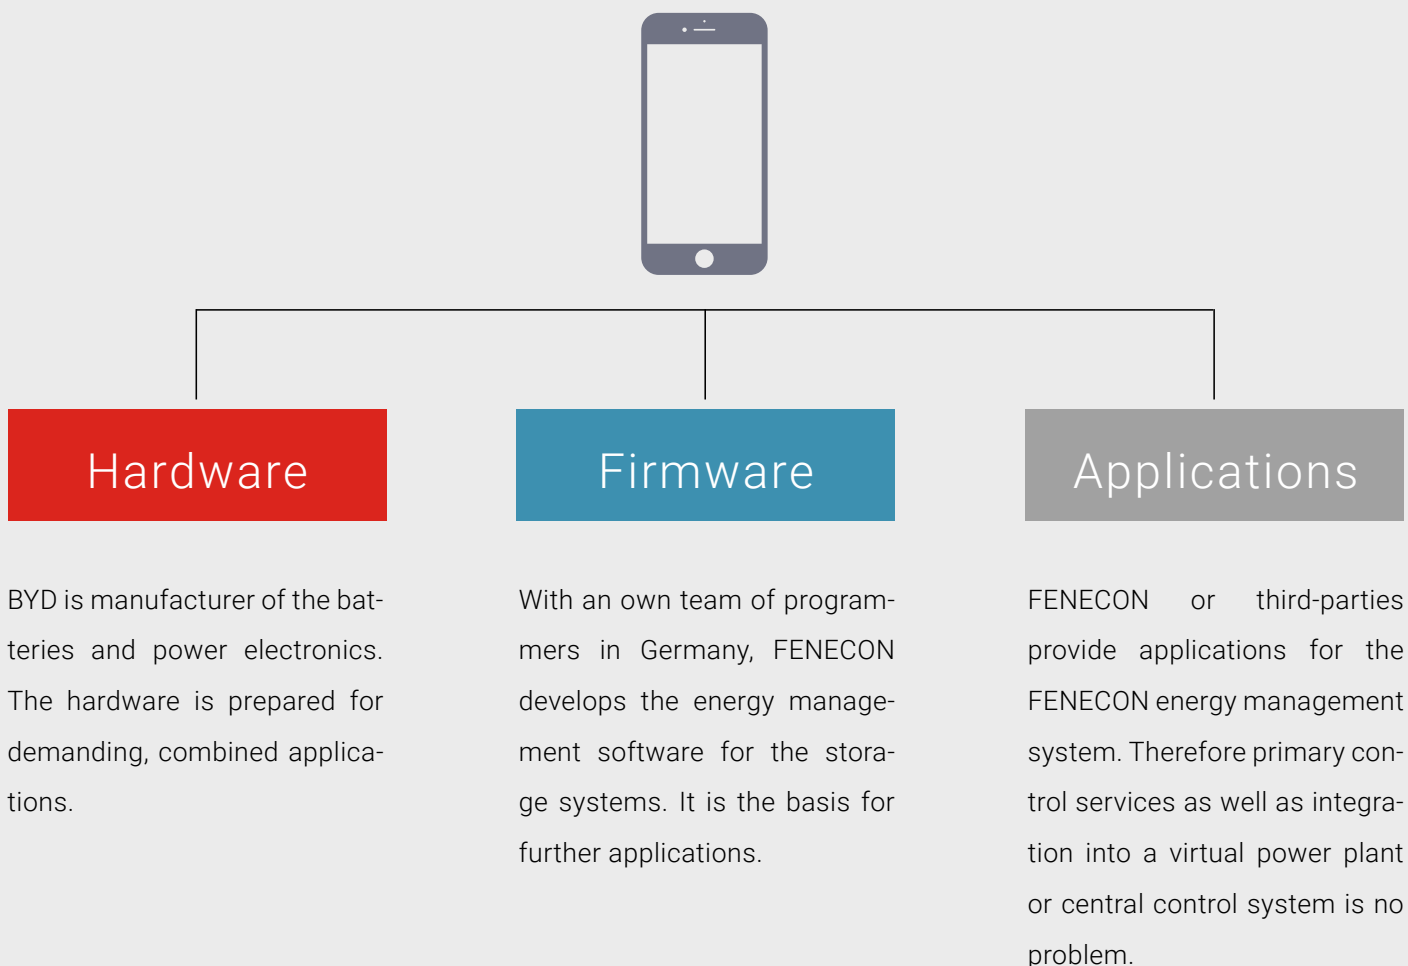 Hardware
BYD is manufacturer of the bat-
teries and power electronics.
The hardware is prepared for
demanding, combined applica-
tions.
Firmware
With an own team of program-
mers in Germany, FENECON
develops the energy manage-
ment software for the stora-
ge systems. It is the basis for
further applications.
Applications
FENECON or third-parties
provide applications for the
FENECON energy management
system. Therefore primary con-
trol services as well as integra-
tion into a virtual power plant
or central control system is no
problem.